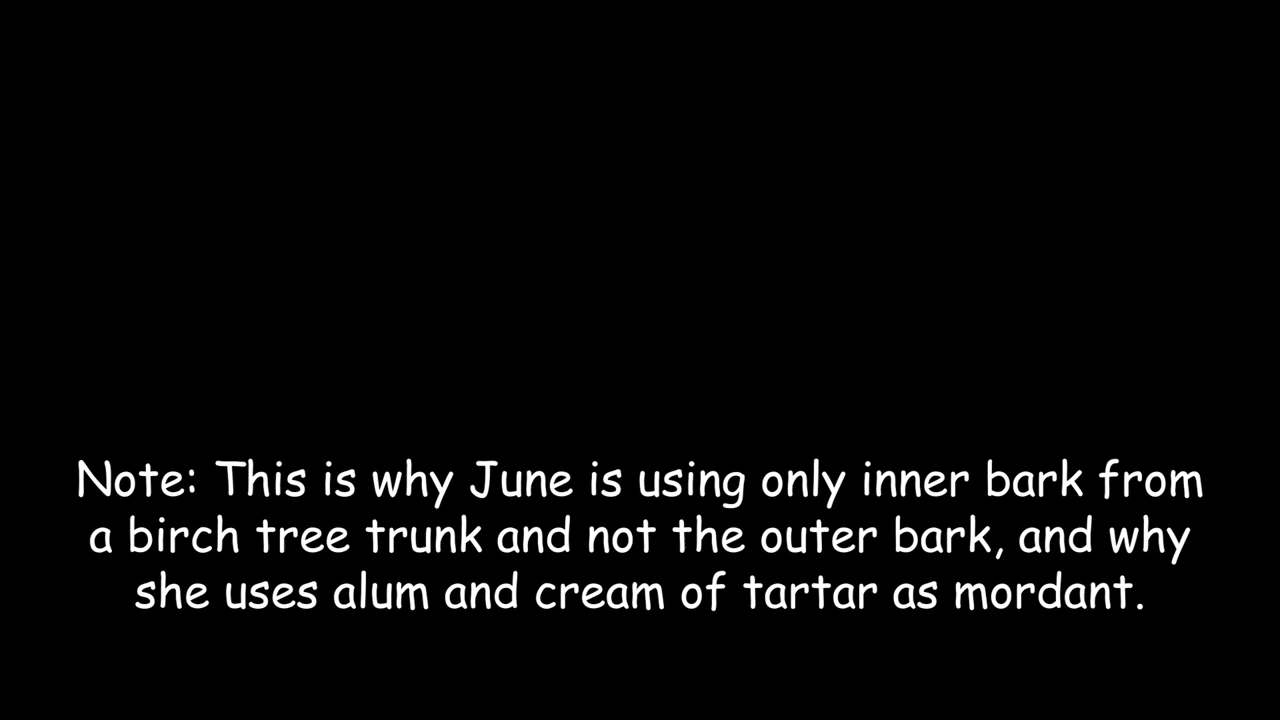 Note: This is why June is using only inner bark from
a birch tree trunk and not the outer bark, and why
she uses alum and cream of tartar as mordant.